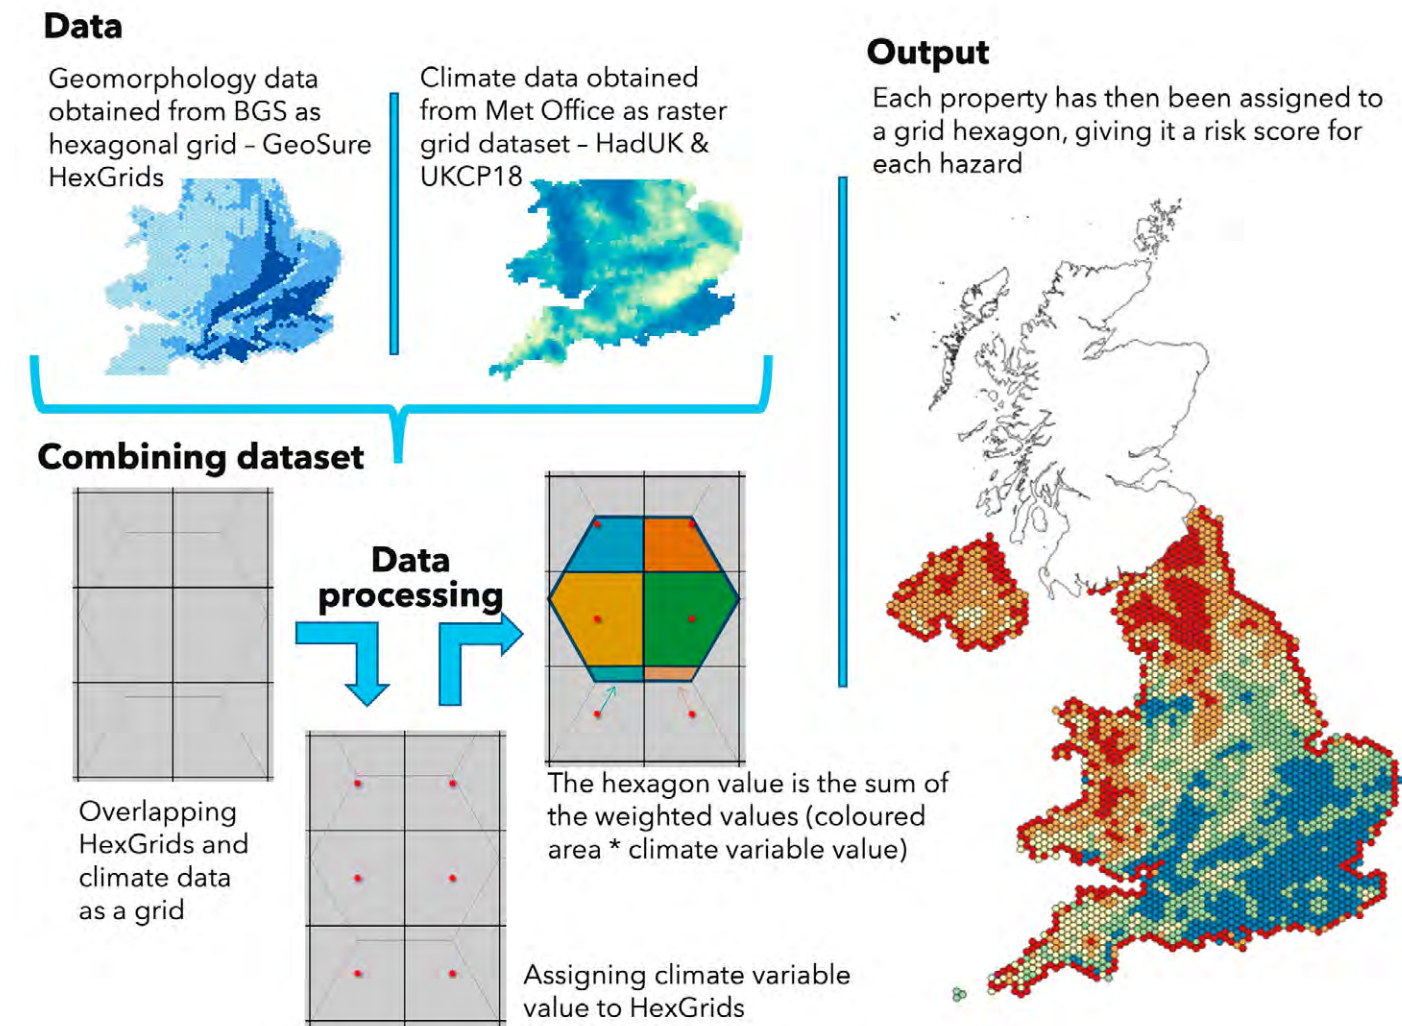 Data
Geomorphology data
obtained from BGS as
hexagonal grid – GeoSure
HexGrids
Climate data obtained
from Met Office as raster
grid dataset – HadUK &
UKCP18
Combining dataset
Overlapping
HexGrids and
climate data
as a grid
Data
processing
Assigning climate variable
value to HexGrids
The hexagon value is the sum of
the weighted values (coloured
area * climate variable value)
Output
Each property has then been assigned to
a grid hexagon, giving it a risk score for
each hazard